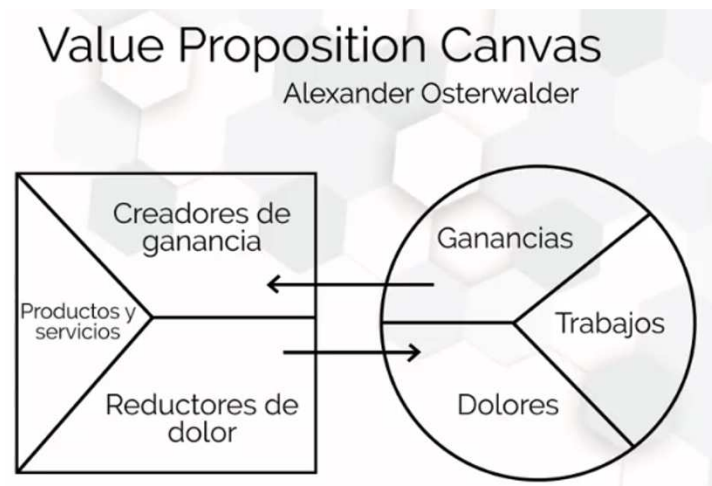 Value Proposition Canvas
Alexander Osterwalder
Creadores de
ganancia
Productos y
servicios
Reductores de
dolor
Ganancias
Trabajos
Dolores